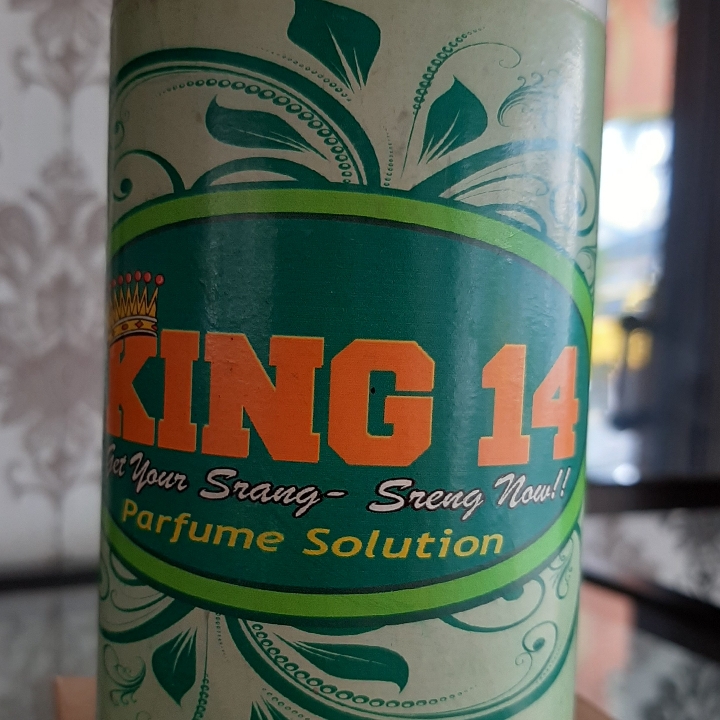 KING 14
Get Your Srang- Sreng Now!!
Parfume Solution